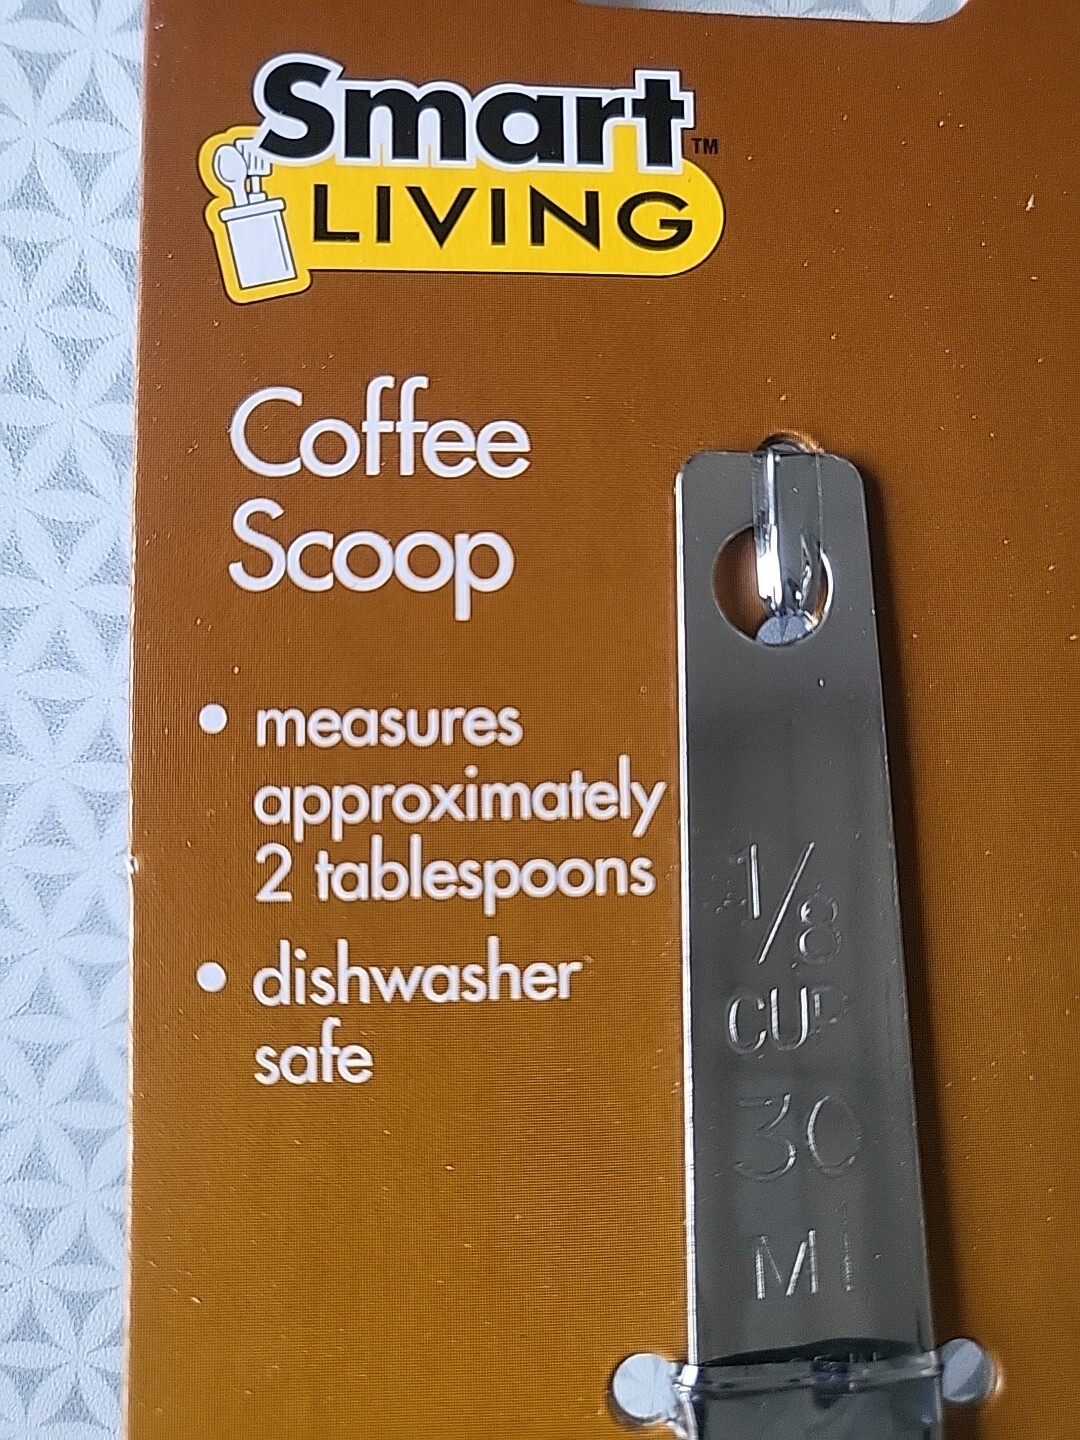 Smart™
LIVING
Coffee
Scoop
• measures
approximately
2 tablespoons
• dishwasher
safe
1/8
CUP
30
Ml